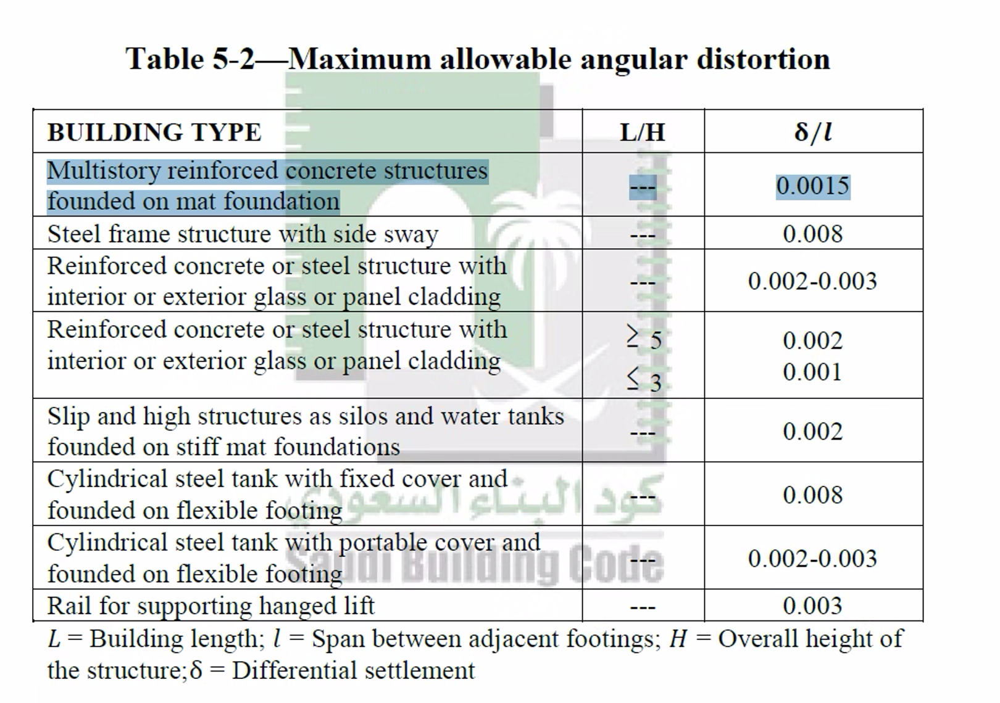 Table 5-2—Maximum allowable angular distortion
BUILDING TYPE L/H δ/l
Multistory reinforced concrete structures
founded on mat foundation --- 0.0015
Steel frame structure with side sway --- 0.008
Reinforced concrete or steel structure with
interior or exterior glass or panel cladding --- 0.002-0.003
Reinforced concrete or steel structure with ≥ 5 0.002
interior or exterior glass or panel cladding ≤ 3 0.001
Slip and high structures as silos and water tanks
founded on stiff mat foundations --- 0.002
Cylindrical steel tank with fixed cover and
founded on flexible footing --- 0.008
كود البناء السعودي
Cylindrical steel tank with portable cover and
founded on flexible footing --- 0.002-0.003
Saudi Building Code
Rail for supporting hanged lift --- 0.003
L = Building length; l = Span between adjacent footings; H = Overall height of
the structure;δ = Differential settlement